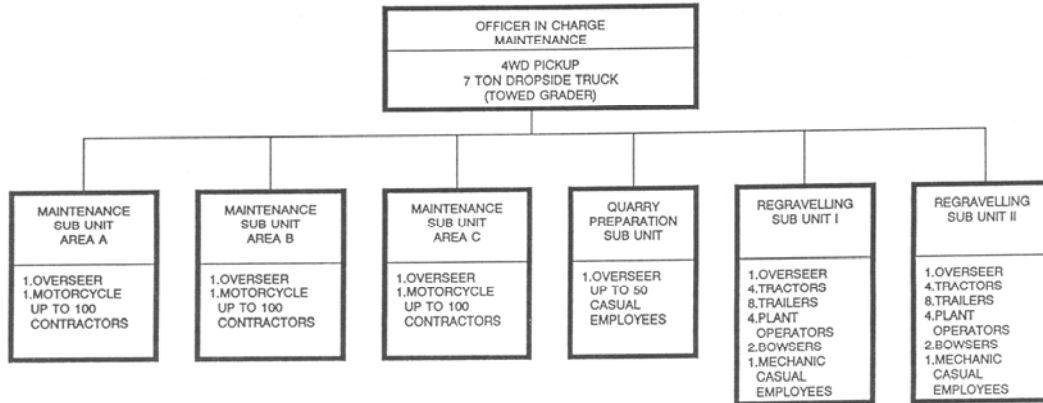 OFFICER IN CHARGE
MAINTENANCE
4WD PICKUP
7 TON DROPSIDE TRUCK
(TOWED GRADER)
MAINTENANCE
SUB UNIT
AREA A
1.OVERSEER
1.MOTORCYCLE
UP TO 100
CONTRACTORS
MAINTENANCE
SUB UNIT
AREA B
1.OVERSEER
1.MOTORCYCLE
UP TO 100
CONTRACTORS
MAINTENANCE
SUB UNIT
AREA C
1.OVERSEER
1.MOTORCYCLE
UP TO 100
CONTRACTORS
QUARRY
PREPARATION
SUB UNIT
1.OVERSEER
UP TO 50
CASUAL
EMPLOYEES
REGRAVELLING
SUB UNIT I
1.OVERSEER
4.TRACTORS
8.TRAILERS
4.PLANT
OPERATORS
2.BOWSERS
1.MECHANIC
CASUAL
EMPLOYEES
REGRAVELLING
SUB UNIT II
1.OVERSEER
4.TRACTORS
8.TRAILERS
4.PLANT
OPERATORS
2.BOWSERS
1.MECHANIC
CASUAL
EMPLOYEES